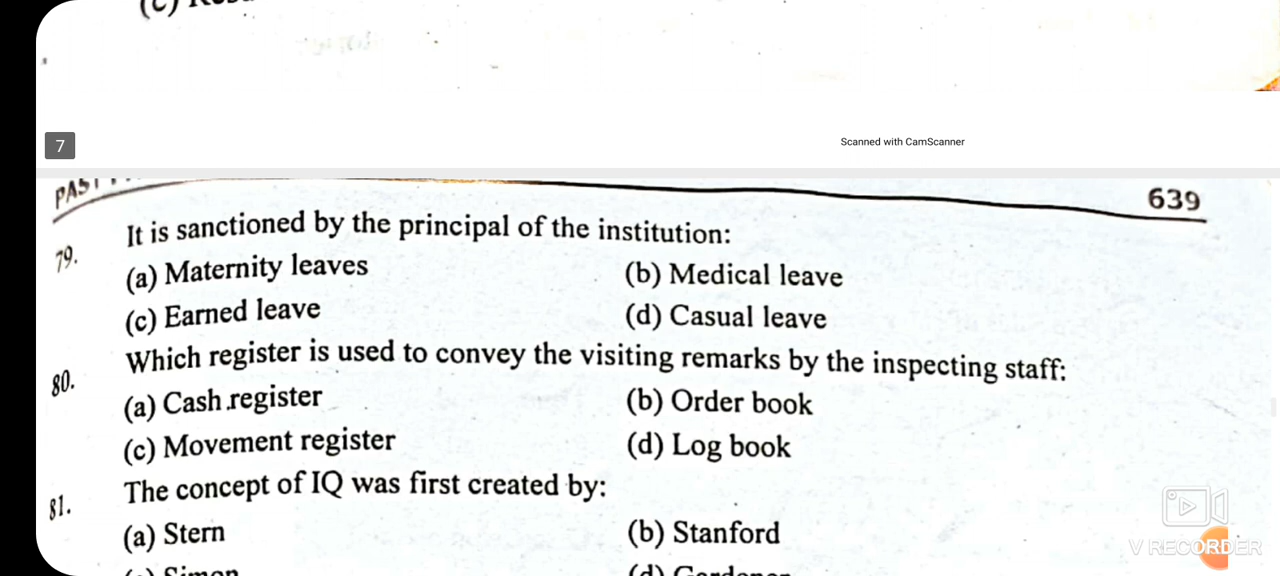 7
Scanned with CamScanner
639
79. It is sanctioned by the principal of the institution:
(a) Maternity leaves (b) Medical leave
(c) Earned leave (d) Casual leave
80. Which register is used to convey the visiting remarks by the inspecting staff:
(a) Cash register (b) Order book
(c) Movement register (d) Log book
81. The concept of IQ was first created by:
(a) Stern (b) Stanford
V RECORDER